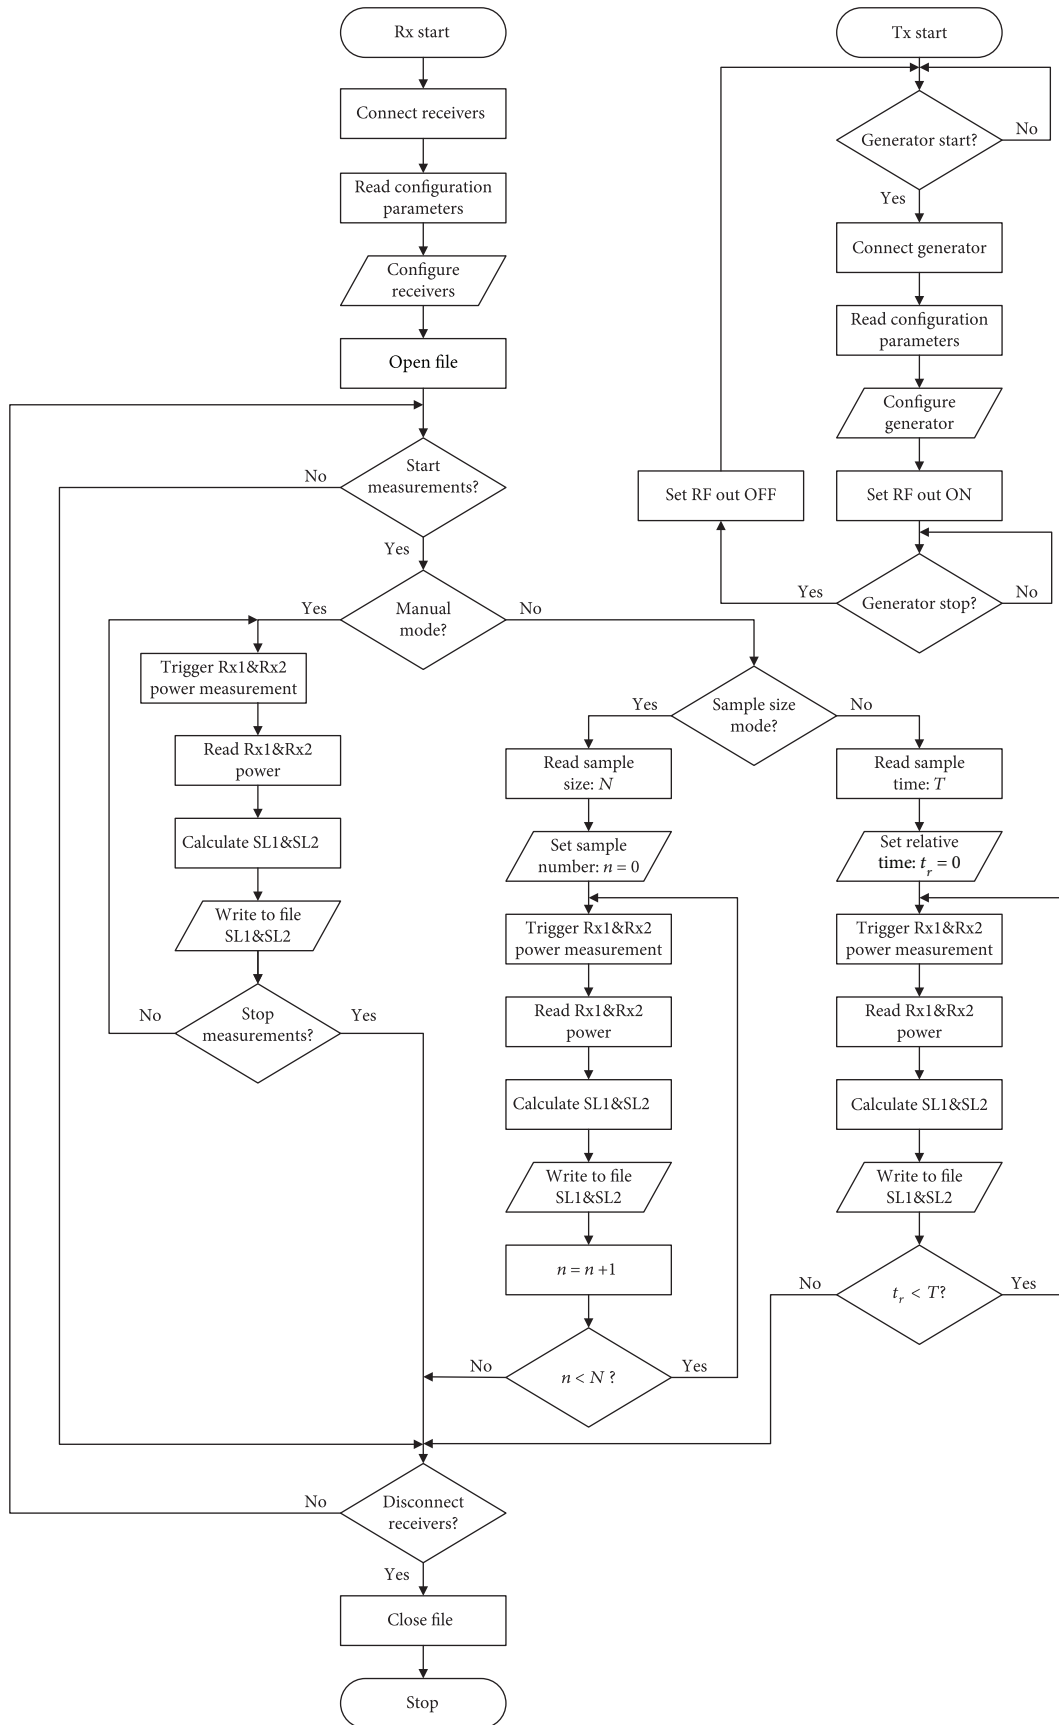 Rx start
Connect receivers
Read configuration
parameters
Configure
receivers
Open file
Start
measurements?
No
Yes
Manual
mode?
Yes
No
Trigger Rx1&Rx2
power measurement
Read Rx1&Rx2
power
Calculate SL1&SL2
Write to file
SL1&SL2
Stop
measurements?
No
Yes
Tx start
Generator start?
No
Yes
Connect generator
Read configuration
parameters
Configure
generator
Set RF out OFF
Set RF out ON
Yes
Generator stop?
No
Sample size
mode?
Yes
No
Read sample
size: N
Set sample
number: n = 0
Trigger Rx1&Rx2
power measurement
Read Rx1&Rx2
power
Calculate SL1&SL2
Write to file
SL1&SL2
n = n +1
No
n < N ?
Yes
Read sample
time: T
Set relative
time: t_r = 0
Trigger Rx1&Rx2
power measurement
Read Rx1&Rx2
power
Calculate SL1&SL2
Write to file
SL1&SL2
No
t_r < T?
Yes
No
Disconnect
receivers?
Yes
Close file
Stop